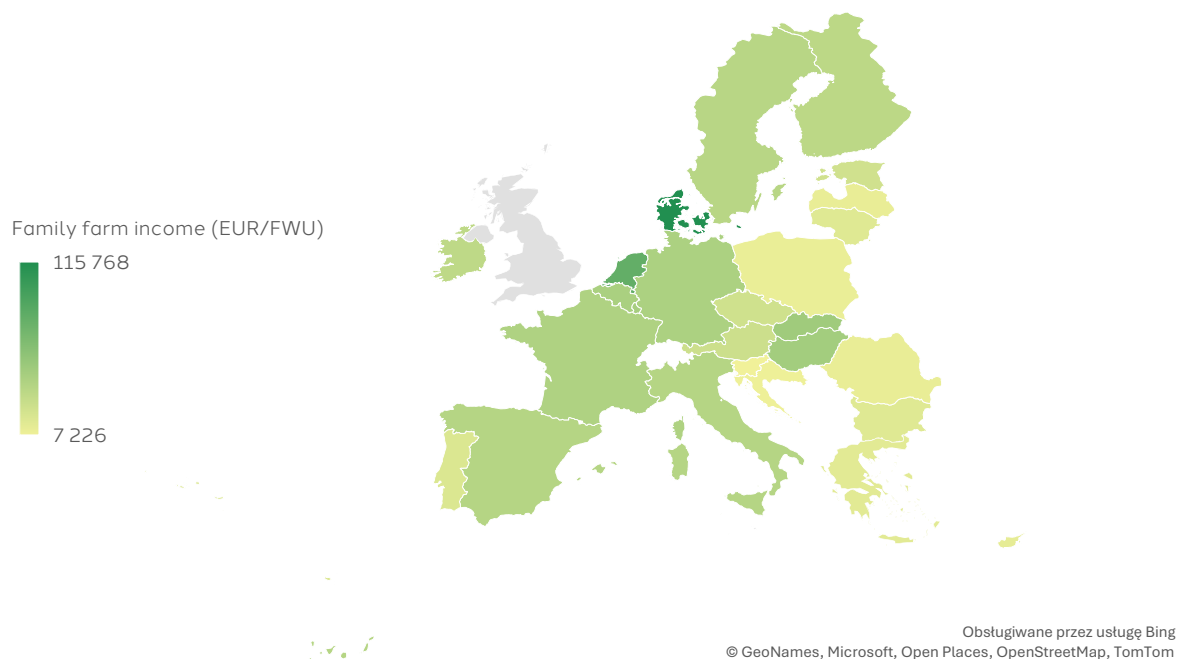 Family farm income (EUR/FWU)
115 768
7 226
Obsługiwane przez usługę Bing
© GeoNames, Microsoft, Open Places, OpenStreetMap, TomTom